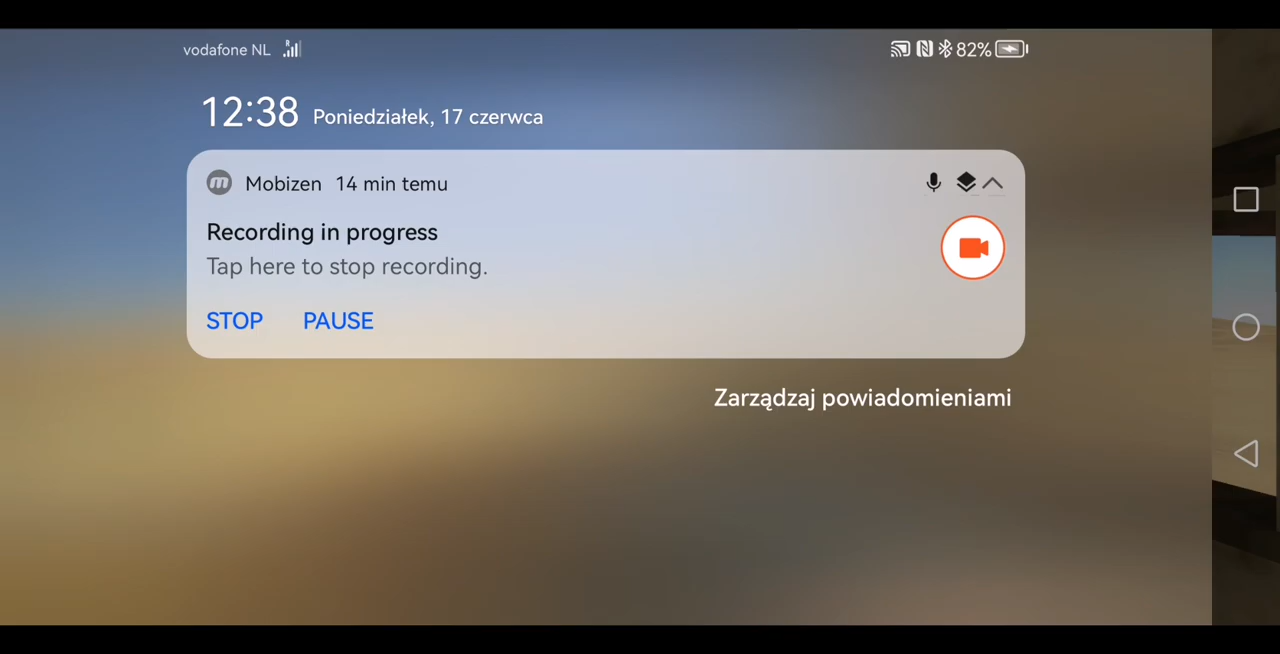 vodafone NL R 82%
12:38 Poniedziałek, 17 czerwca
m Mobizen 14 min temu
Recording in progress
Tap here to stop recording.
STOP PAUSE
Zarządzaj powiadomieniami